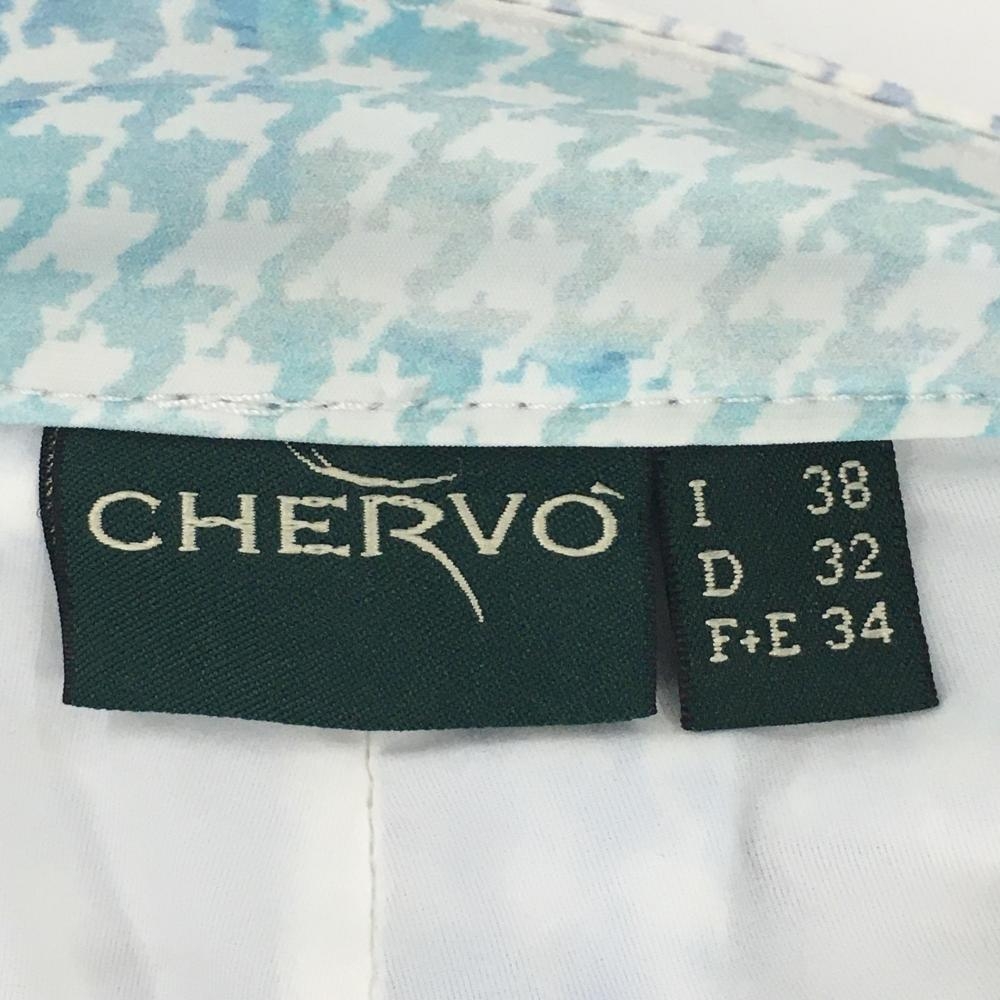 CHERVÒ
I 38
D 32
F+E 34